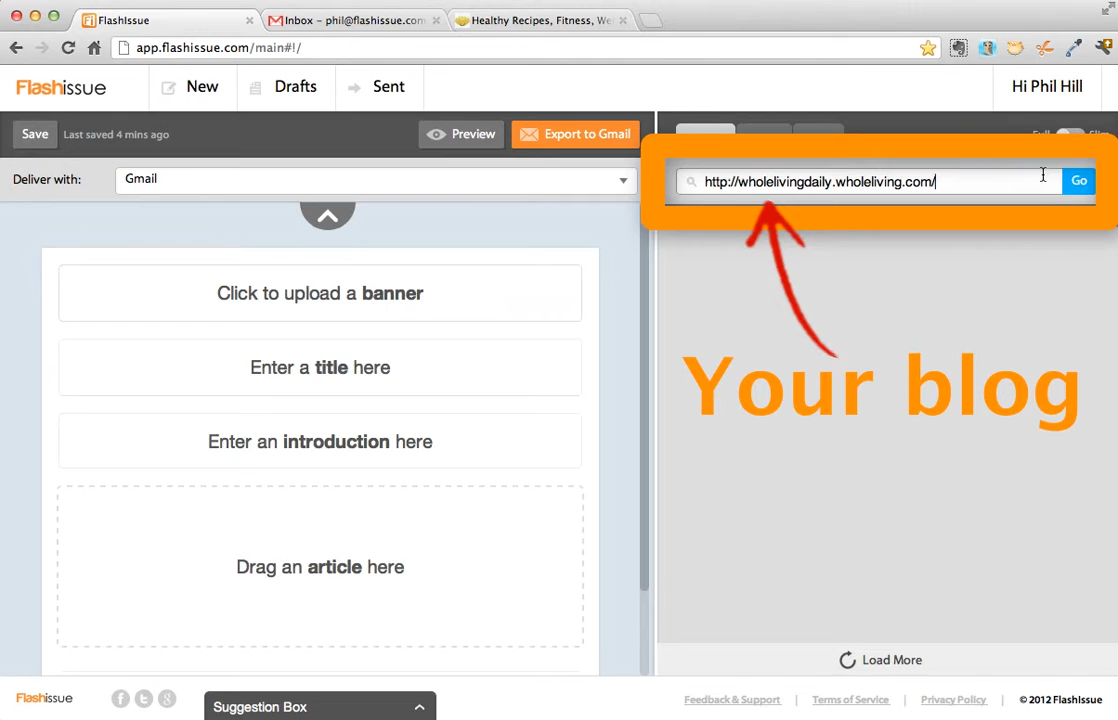 FlashIssue
Inbox – phil@flashissue.com
Healthy Recipes, Fitness, We
app.flashissue.com/main#!/
Flashissue
New
Drafts
Sent
Hi Phil Hill
Save
Last saved 4 mins ago
Preview
Export to Gmail
Deliver with:
Gmail
http://wholelivingdaily.wholeliving.com/
Go
Click to upload a banner
Enter a title here
Your blog
Enter an introduction here
Drag an article here
Load More
Flashissue
Suggestion Box
Feedback & Support
Terms of Service
Privacy Policy
© 2012 FlashIssue